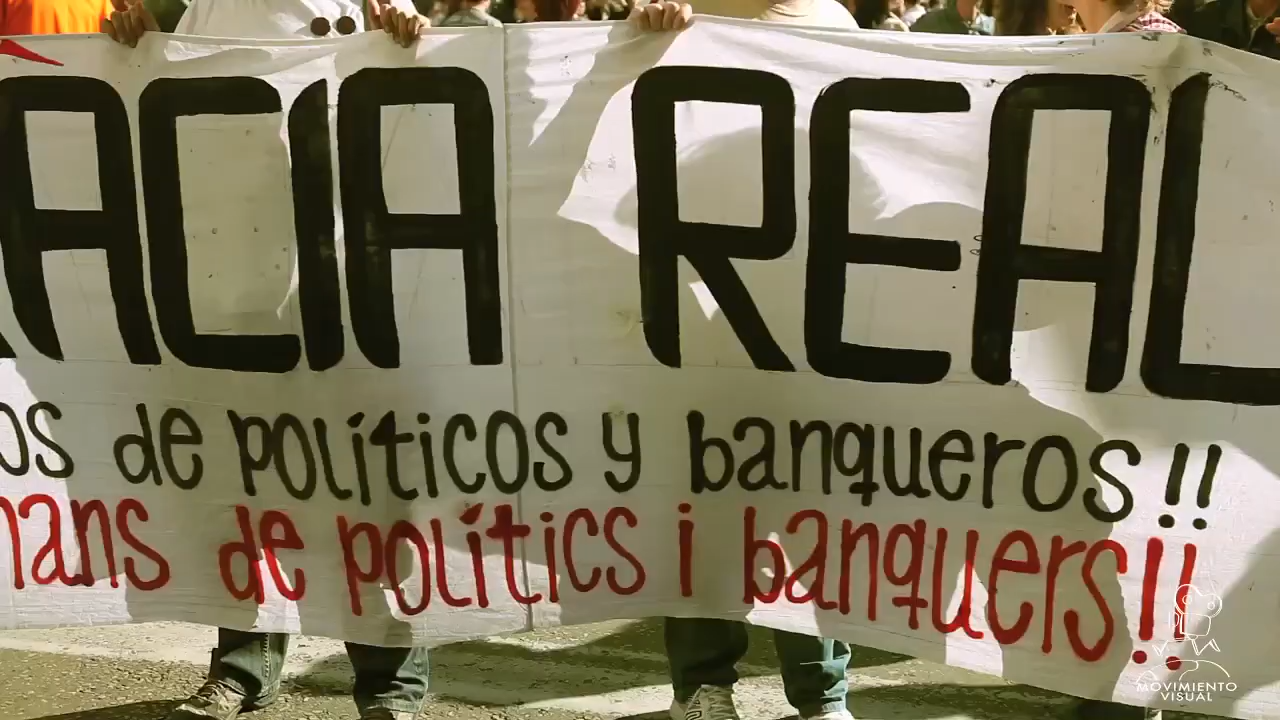 ACIA REAL
os de políticos y banqueros!!
mans de polítics i banquers!!
MOVIMIENTO
VISUAL